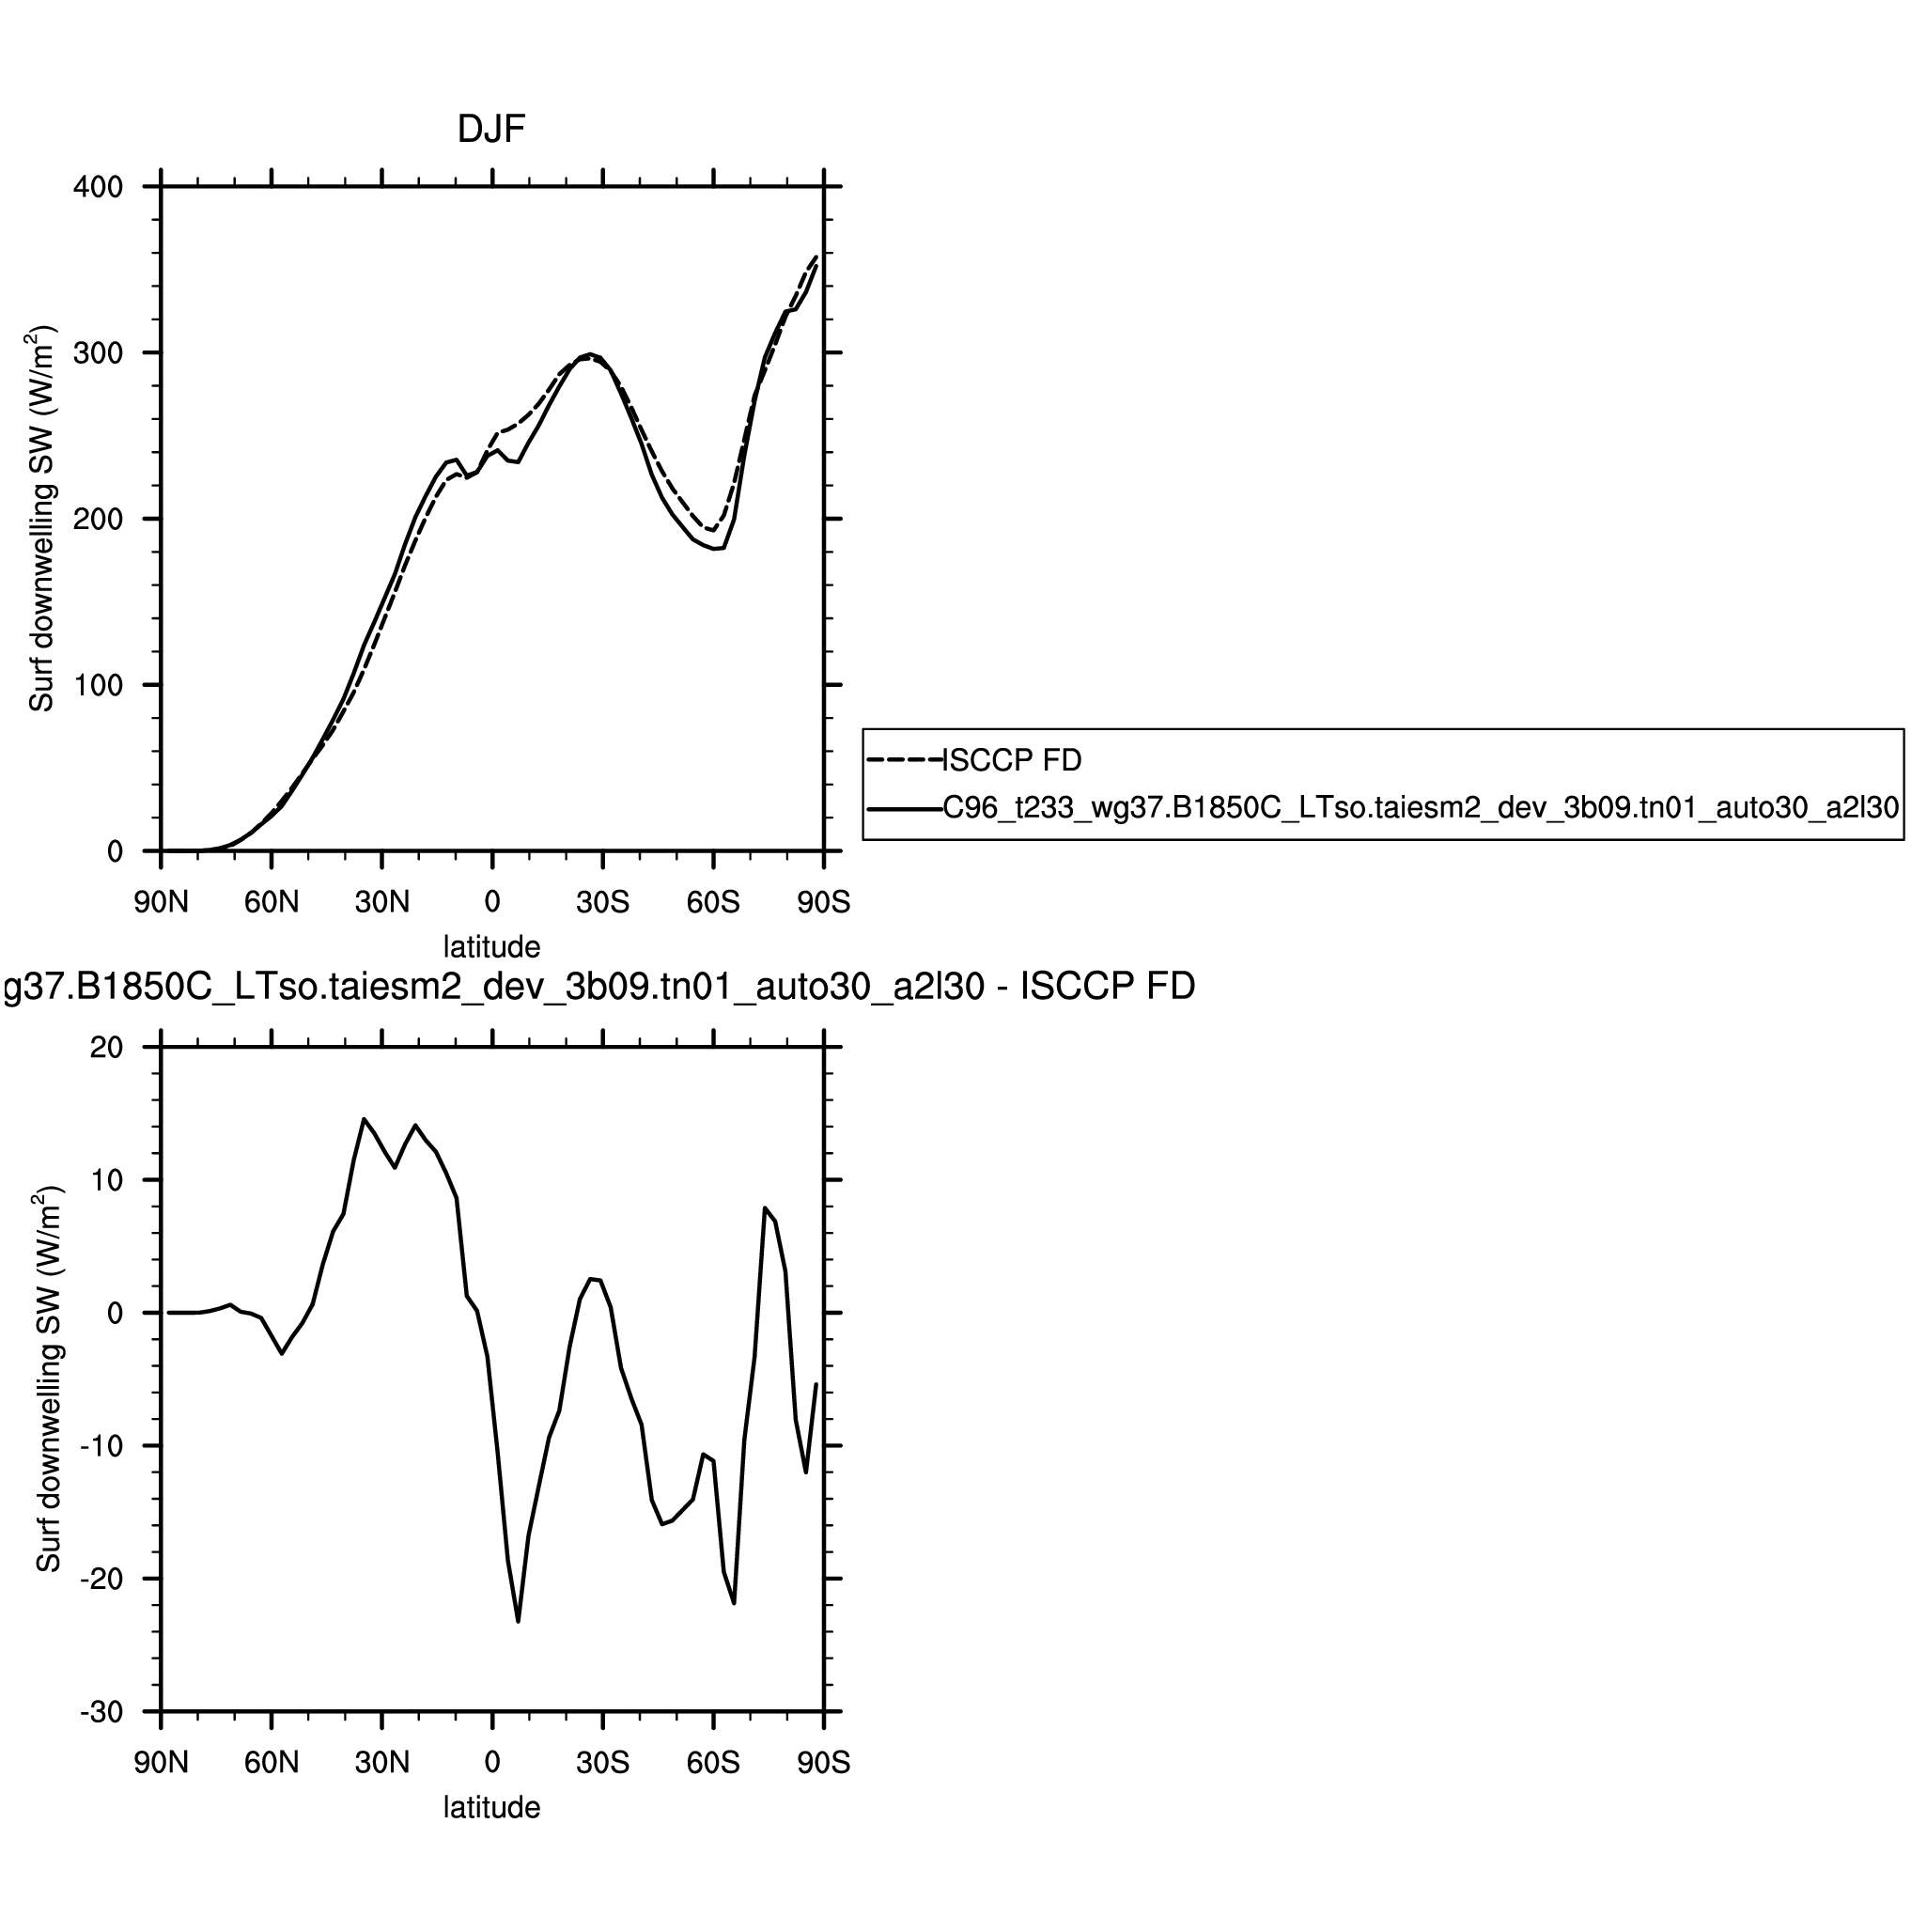 DJF
400
300
200
100
0
Surf downwelling SW (W/m²)
90N 60N 30N 0 30S 60S 90S
latitude
ISCCP FD
C96_t233_wg37.B1850C_LTso.taiesm2_dev_3b09.tn01_auto30_a2l30
g37.B1850C_LTso.taiesm2_dev_3b09.tn01_auto30_a2l30 - ISCCP FD
20
10
0
-10
-20
-30
Surf downwelling SW (W/m²)
90N 60N 30N 0 30S 60S 90S
latitude